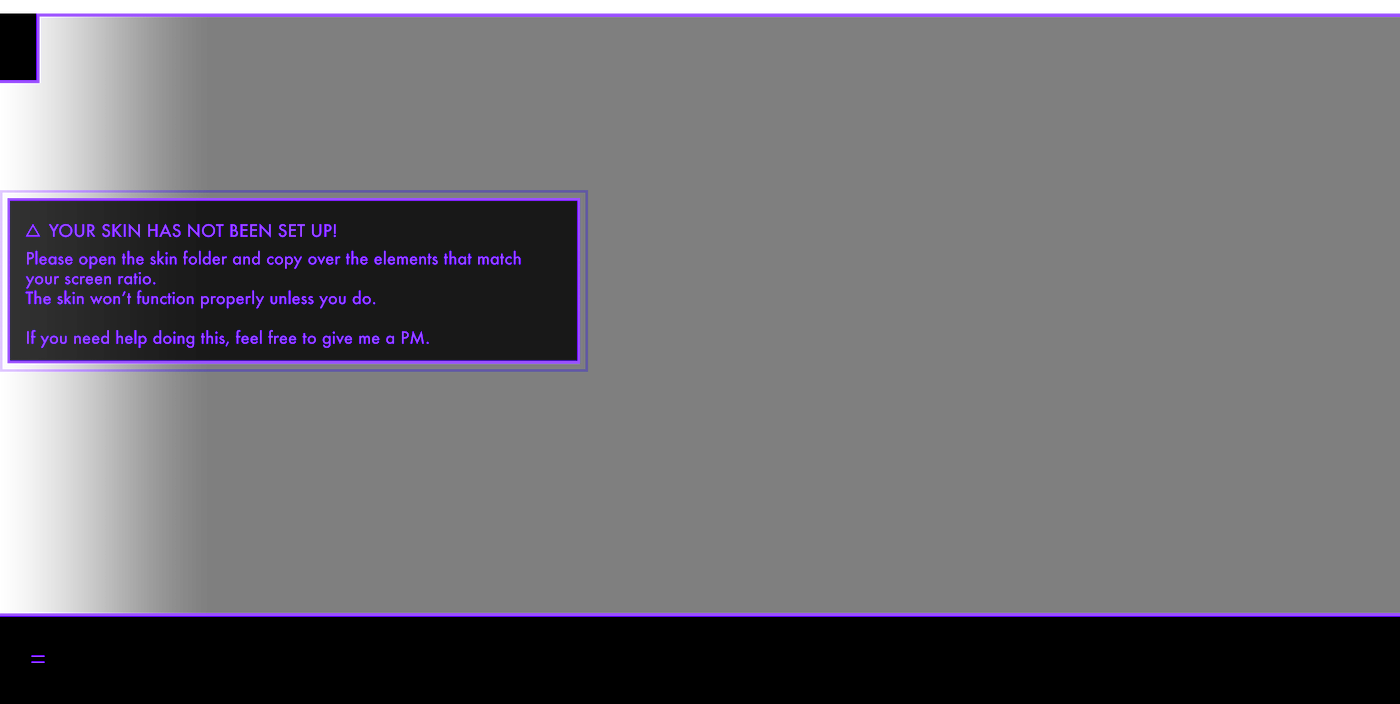 ⚠ YOUR SKIN HAS NOT BEEN SET UP!
Please open the skin folder and copy over the elements that match
your screen ratio.
The skin won't function properly unless you do.
If you need help doing this, feel free to give me a PM.